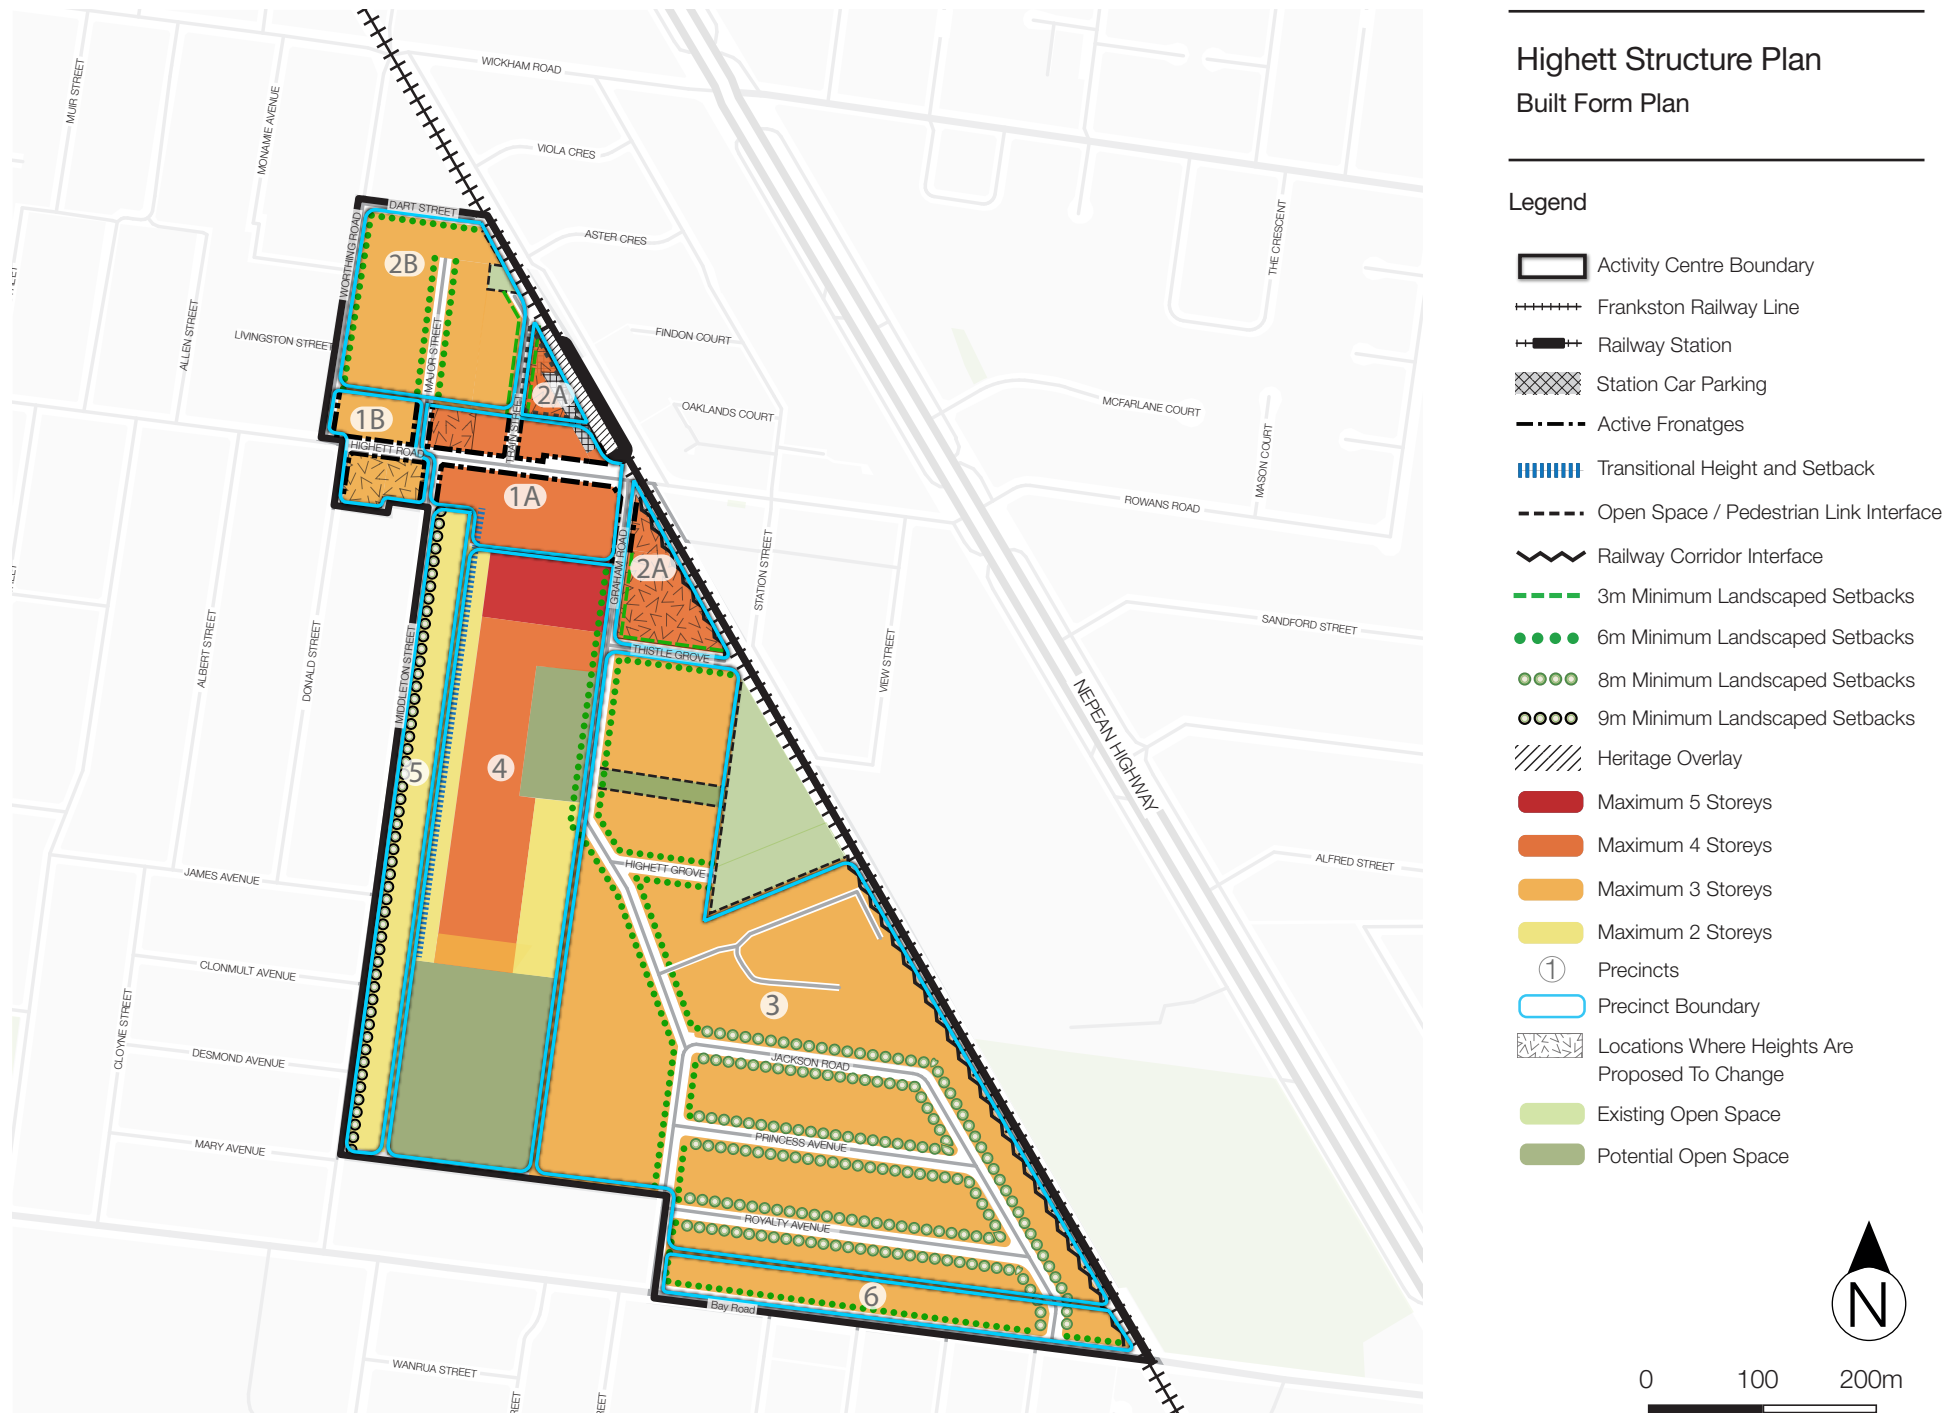 Highett Structure Plan
Built Form Plan
Legend
Activity Centre Boundary
Frankston Railway Line
Railway Station
Station Car Parking
Active Fronatges
Transitional Height and Setback
Open Space / Pedestrian Link Interface
Railway Corridor Interface
3m Minimum Landscaped Setbacks
6m Minimum Landscaped Setbacks
8m Minimum Landscaped Setbacks
9m Minimum Landscaped Setbacks
Heritage Overlay
Maximum 5 Storeys
Maximum 4 Storeys
Maximum 3 Storeys
Maximum 2 Storeys
1
Precincts
Precinct Boundary
Locations Where Heights Are
Proposed To Change
Existing Open Space
Potential Open Space
N
0 100 200m
WICKHAM ROAD
MUIR STREET
MONAMIE AVENUE
VIOLA CRES
DART STREET
ASTER CRES
THE CRESCENT
WORTHING ROAD
2B
ALLEN STREET
LIVINGSTON STREET
MAJOR STREET
FINDON COURT
2A
TRAIN STREET
OAKLANDS COURT
MCFARLANE COURT
1B
HIGHETT ROAD
MASON COURT
1A
ROWANS ROAD
GRAHAM ROAD
2A
STATION STREET
ALBERT STREET
DONALD STREET
MIDDLETON STREET
THISTLE GROVE
VIEW STREET
SANDFORD STREET
NEPEAN HIGHWAY
5
4
HIGHETT GROVE
ALFRED STREET
JAMES AVENUE
CLONMULT AVENUE
3
CLOYNE STREET
DESMOND AVENUE
JACKSON ROAD
MARY AVENUE
PRINCESS AVENUE
ROYALTY AVENUE
6
Bay Road
WANRUA STREET
REET
REET